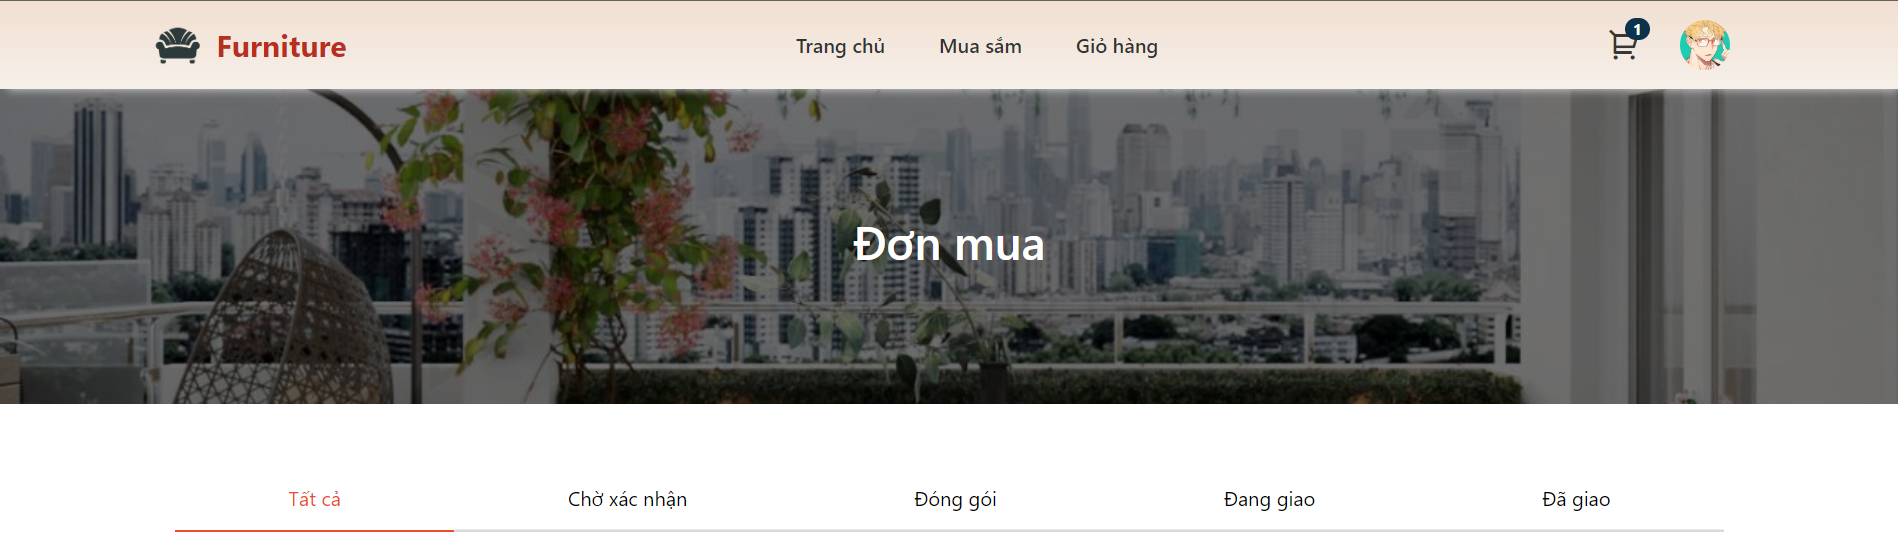 Furniture
Trang chủ
Mua sắm
Giỏ hàng
1
Đơn mua
Tất cả
Chờ xác nhận
Đóng gói
Đang giao
Đã giao